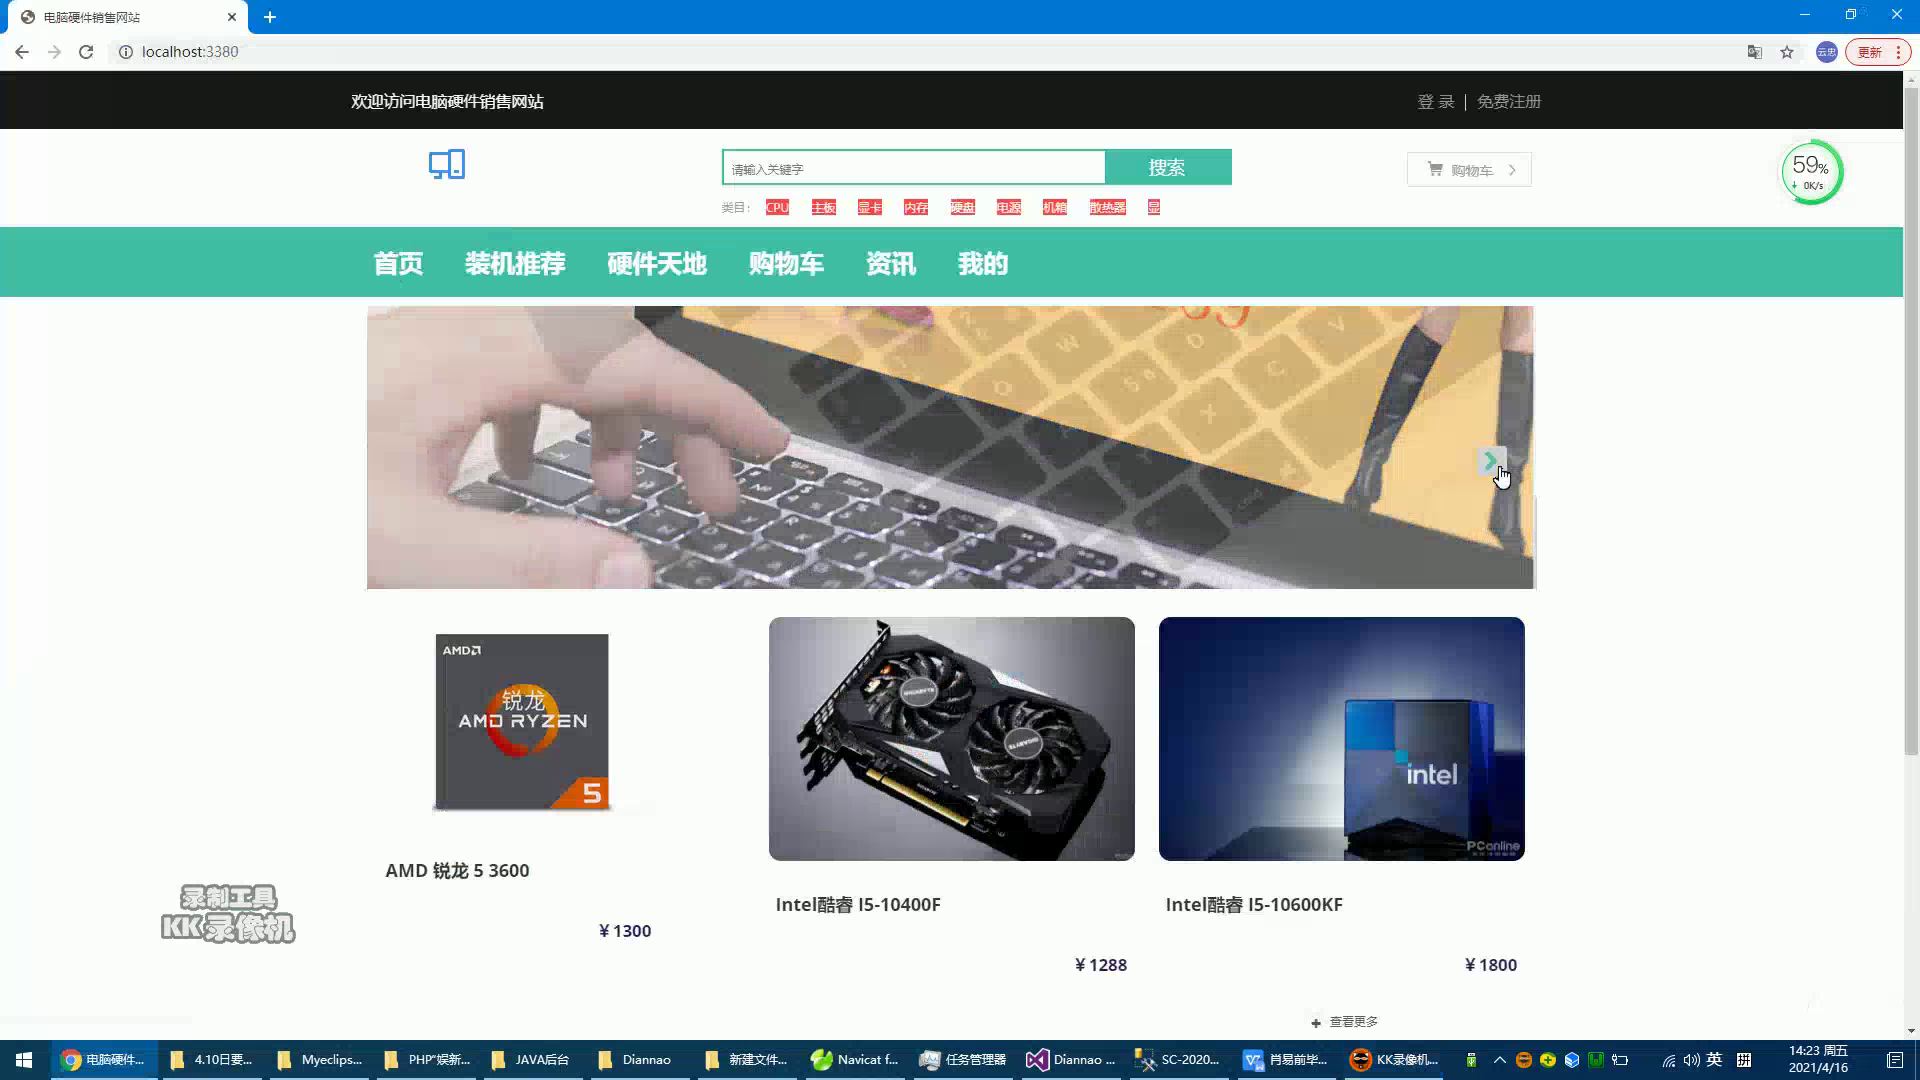 电脑硬件销售网站
localhost:3380
更新
欢迎访问电脑硬件销售网站
登 录 | 免费注册
请输入关键字
搜索
购物车
59%
0K/s
类目: CPU 主板 显卡 内存 硬盘 电源 机箱 散热器 显
首页 装机推荐 硬件天地 购物车 资讯 我的
AMD
锐龙
AMD RYZEN
5
GIGABYTE
GIGABYTE
intel
PConline
AMD 锐龙 5 3600
¥ 1300
Intel酷睿 I5-10400F
¥ 1288
Intel酷睿 I5-10600KF
¥ 1800
+ 查看更多
录制工具
KK录像机
电脑硬件...
4.10日要...
Myeclips...
PHP"娱新...
JAVA后台
Diannao
新建文件...
Navicat f...
任务管理器
Diannao ...
SC-2020...
肖易前毕...
KK录像机...
英
拼
14:23 周五
2021/4/16